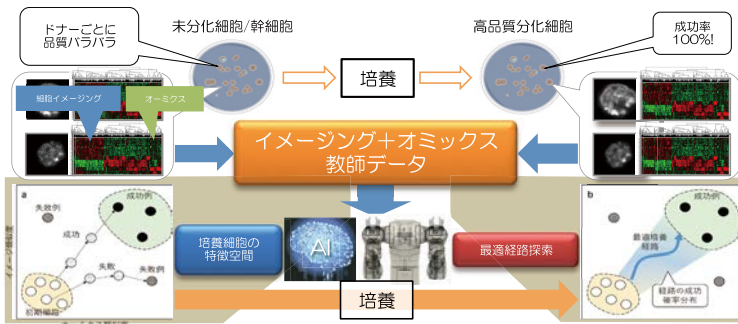 ドナーごとに
品質バラバラ
未分化細胞/幹細胞
高品質分化細胞
成功率
100%!
培養
細胞イメージング
オーミクス
イメージング＋オミックス
教師データ
a
失敗例
成功例
成功
失敗
失敗例
初期細胞
培養細胞の
特徴空間
AI
最適経路探索
培養
b
成功例
最適培養
経路
経路の成功
確率分布